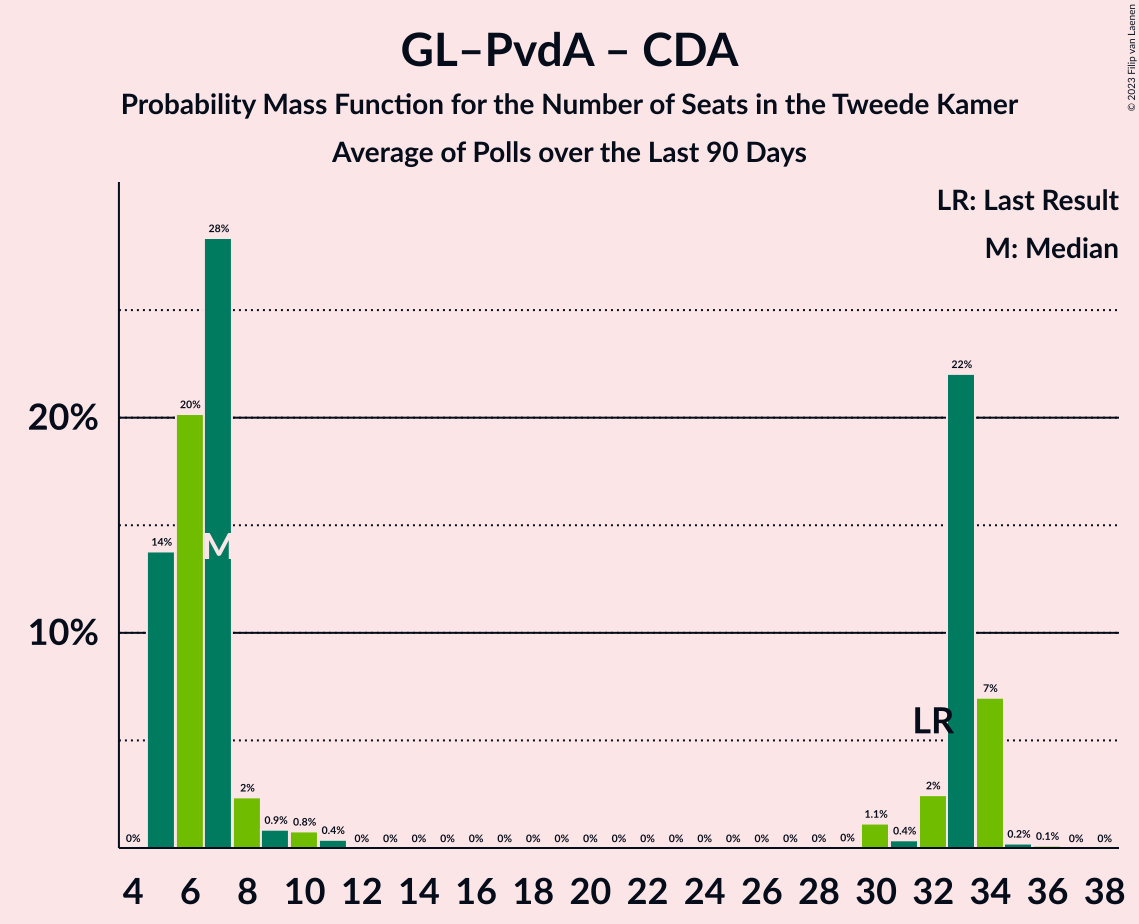 GL–PvdA – CDA
Probability Mass Function for the Number of Seats in the Tweede Kamer
Average of Polls over the Last 90 Days
© 2023 Filip van Laenen
LR: Last Result
M: Median
20%
10%
0% 14% 20% 28% 2% 0.9% 0.8% 0.4% 0% 0% 0% 0% 0% 0% 0% 0% 0% 0% 0% 0% 0% 0% 0% 0% 0% 0% 1.1% 0.4% 2% 22% 7% 0.2% 0.1% 0% 0%
M
LR
4 6 8 10 12 14 16 18 20 22 24 26 28 30 32 34 36 38